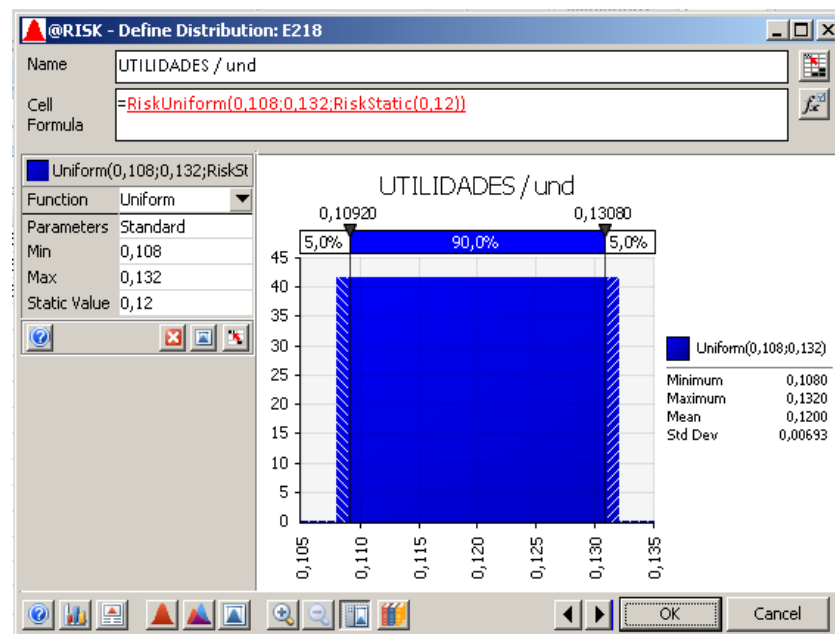 @RISK - Define Distribution: E218
Name
UTILIDADES / und
Cell
Formula
=RiskUniform(0,108;0,132;RiskStatic(0,12))
Uniform(0,108;0,132;RiskSt
Function Uniform
Parameters Standard
Min 0,108
Max 0,132
Static Value 0,12
UTILIDADES / und
0,10920 0,13080
5,0% 90,0% 5,0%
45
40
35
30
25
20
15
10
5
0
0,105 0,110 0,115 0,120 0,125 0,130 0,135
Uniform(0,108;0,132)
Minimum 0,1080
Maximum 0,1320
Mean 0,1200
Std Dev 0,00693
OK Cancel